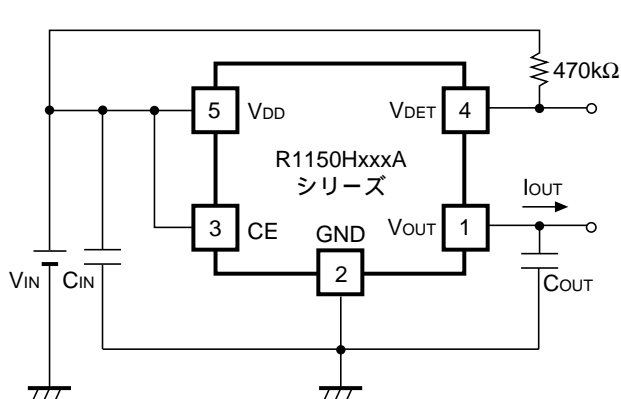 470kΩ
5
VDD
VDET
4
R1150HxxxA
シリーズ
3
CE
GND
VOUT
1
IOUT
2
VIN
CIN
COUT